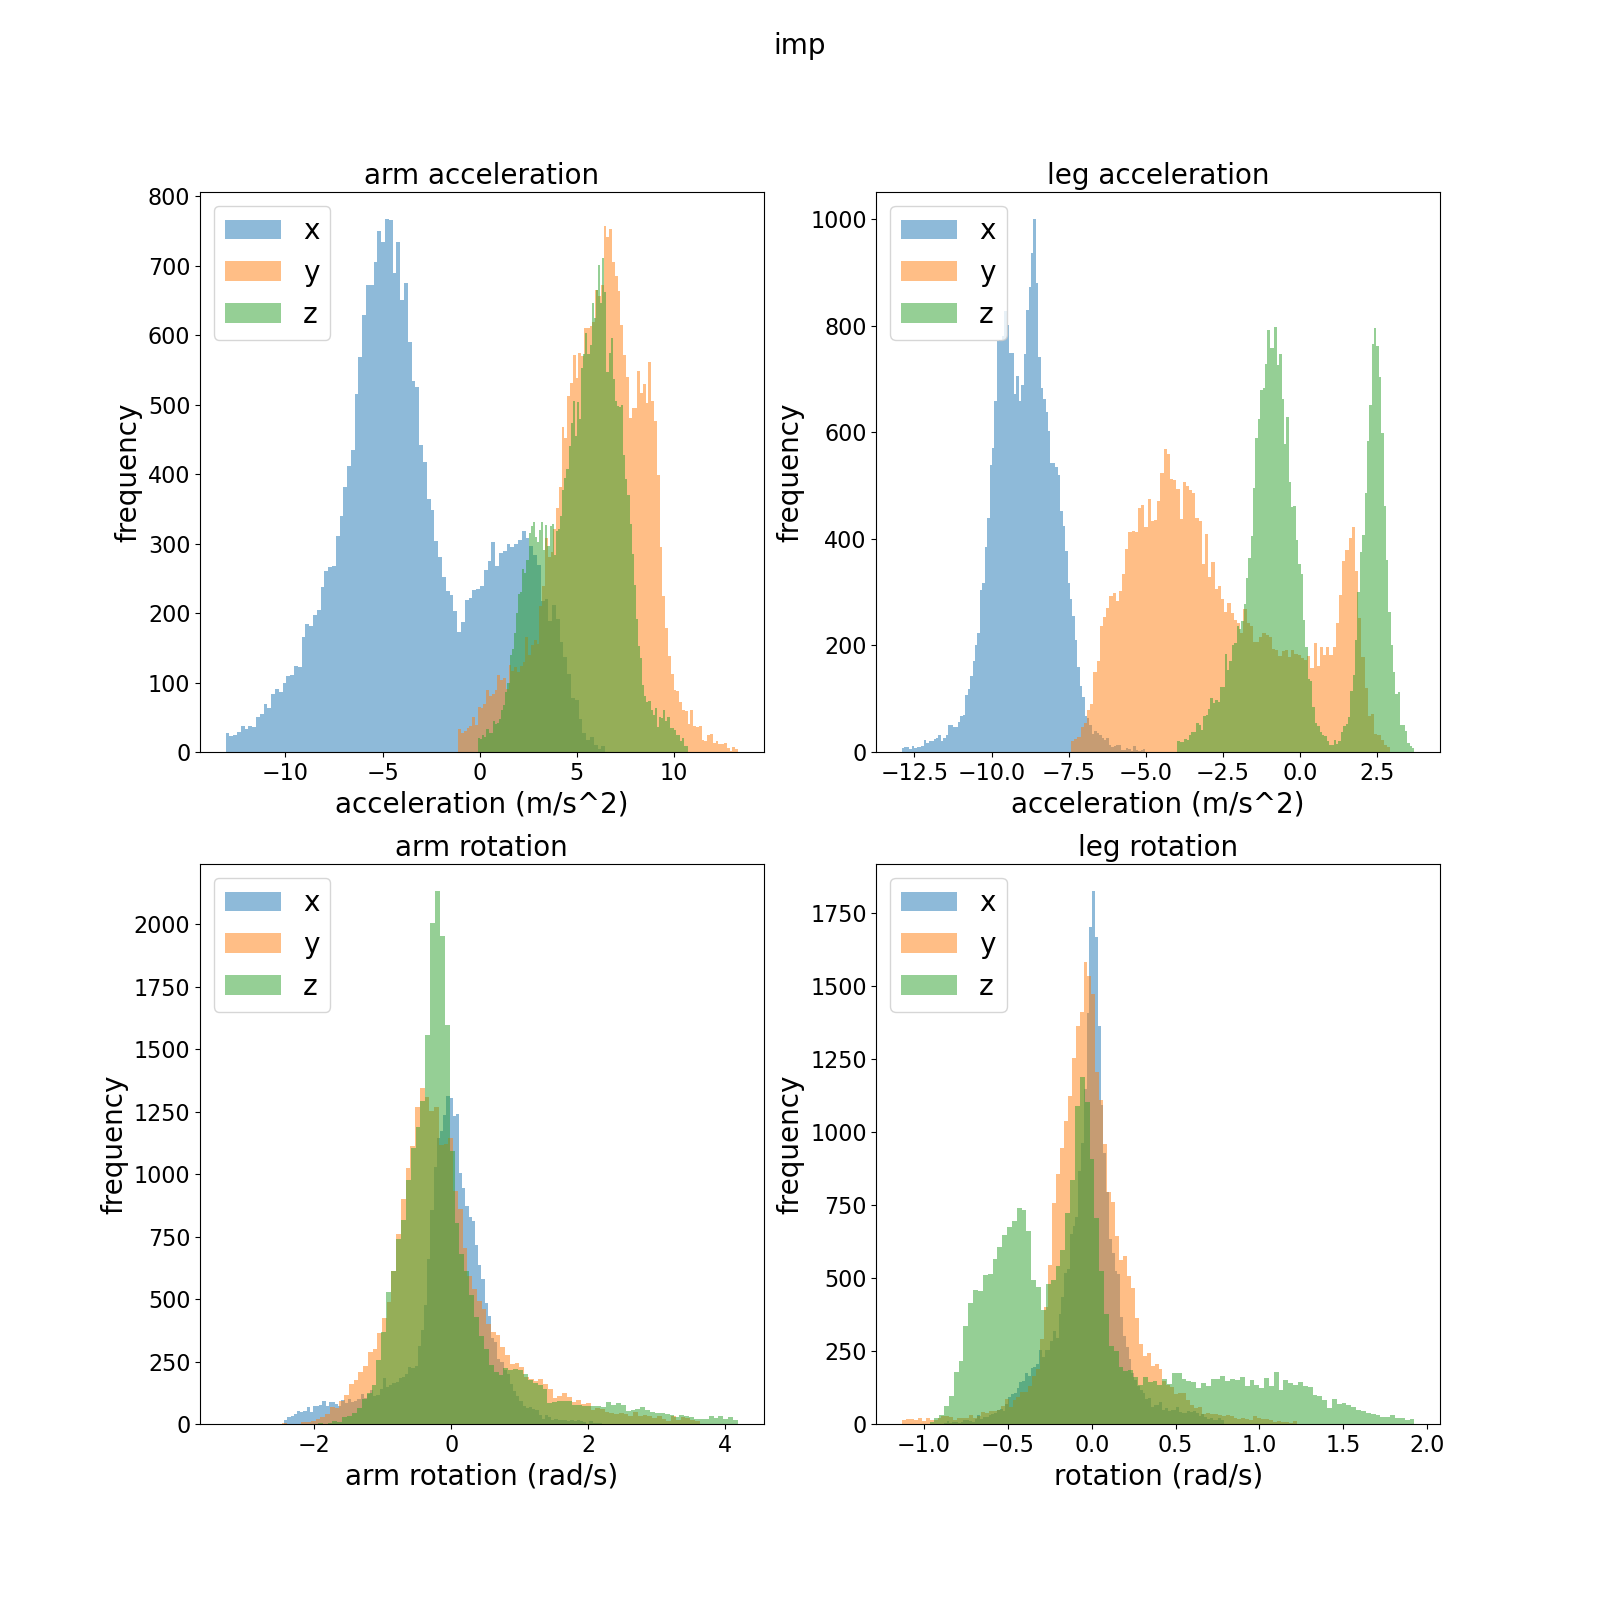 imp
arm acceleration
800
700
600
500
400
300
200
100
0
frequency
x
y
z
−10 −5 0 5 10
acceleration (m/s^2)
leg acceleration
1000
800
600
400
200
0
frequency
x
y
z
−12.5 −10.0 −7.5 −5.0 −2.5 0.0 2.5
acceleration (m/s^2)
arm rotation
2000
1750
1500
1250
1000
750
500
250
0
frequency
x
y
z
−2 0 2 4
arm rotation (rad/s)
leg rotation
1750
1500
1250
1000
750
500
250
0
frequency
x
y
z
−1.0 −0.5 0.0 0.5 1.0 1.5 2.0
rotation (rad/s)